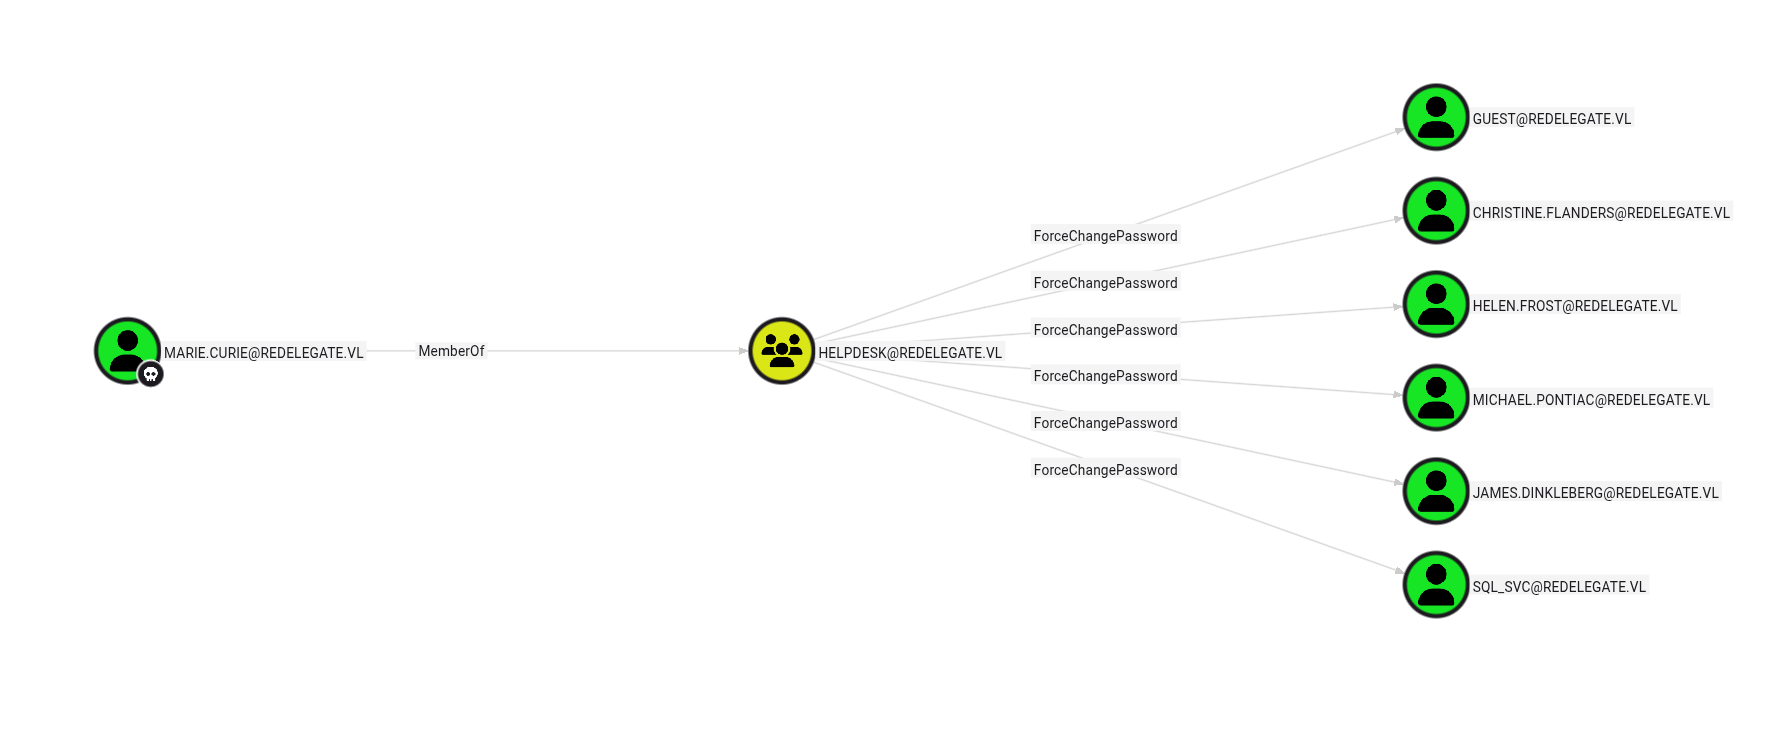 GUEST@REDELEGATE.VL
CHRISTINE.FLANDERS@REDELEGATE.VL
ForceChangePassword
ForceChangePassword
HELEN.FROST@REDELEGATE.VL
ForceChangePassword
MARIE.CURIE@REDELEGATE.VL
MemberOf
HELPDESK@REDELEGATE.VL
ForceChangePassword
MICHAEL.PONTIAC@REDELEGATE.VL
ForceChangePassword
ForceChangePassword
JAMES.DINKLEBERG@REDELEGATE.VL
SQL_SVC@REDELEGATE.VL